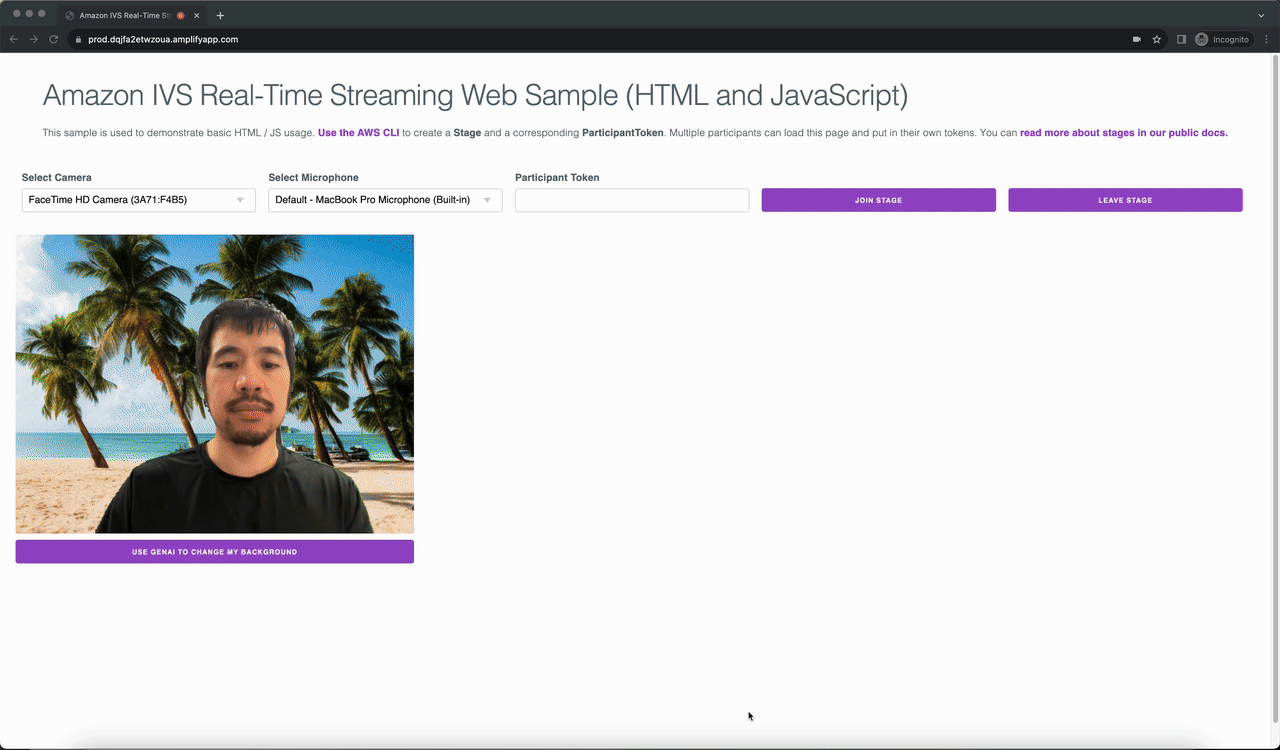 Amazon IVS Real-Time St
prod.dqjfa2etwzoua.amplifyapp.com
Incognito
Amazon IVS Real-Time Streaming Web Sample (HTML and JavaScript)
This sample is used to demonstrate basic HTML / JS usage. Use the AWS CLI to create a Stage and a corresponding ParticipantToken. Multiple participants can load this page and put in their own tokens. You can read more about stages in our public docs.
Select Camera
Select Microphone
Participant Token
FaceTime HD Camera (3A71:F4B5)
Default - MacBook Pro Microphone (Built-in)
JOIN STAGE
LEAVE STAGE
USE GENAI TO CHANGE MY BACKGROUND